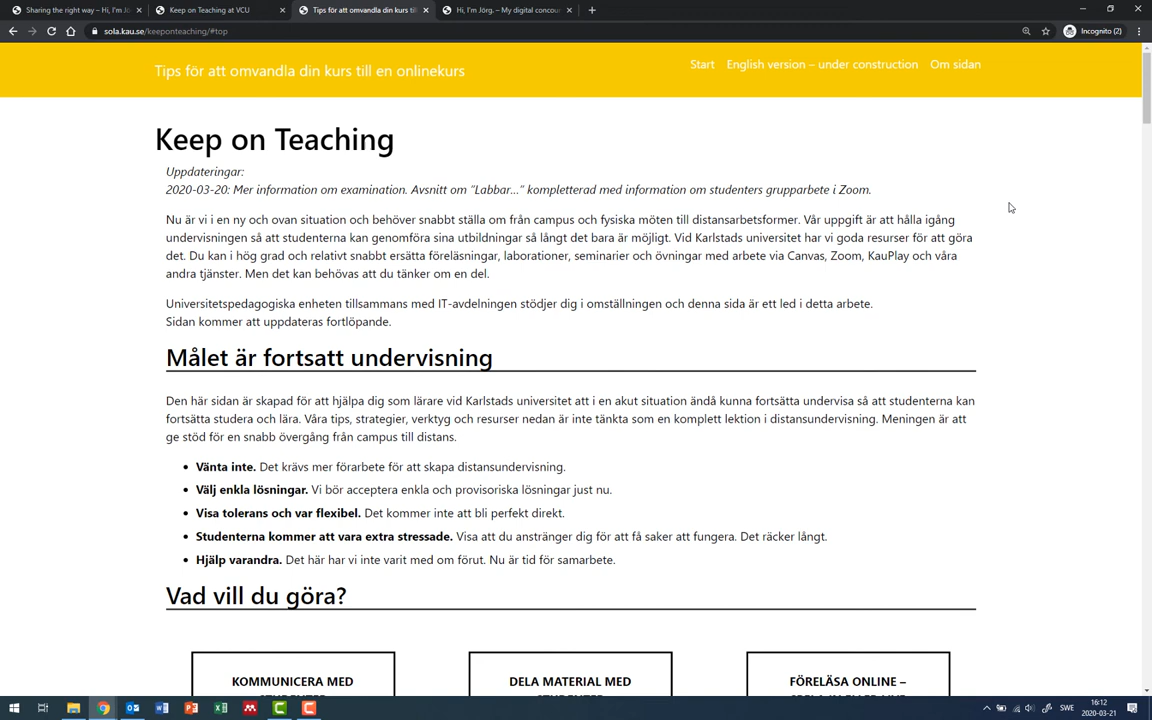 Sharing the right way – Hi, I'm Jö
Keep on Teaching at VCU
Tips för att omvandla din kurs til
Hi, I'm Jörg. – My digital concou
sola.kau.se/keeponteaching/#top
Incognito (2)
Tips för att omvandla din kurs till en onlinekurs
Start
English version – under construction
Om sidan
Keep on Teaching
Uppdateringar:
2020-03-20: Mer information om examination. Avsnitt om "Labbar..." kompletterad med information om studenters grupparbete i Zoom.
Nu är vi i en ny och ovan situation och behöver snabbt ställa om från campus och fysiska möten till distansarbetsformer. Vår uppgift är att hålla igång
undervisningen så att studenterna kan genomföra sina utbildningar så långt det bara är möjligt. Vid Karlstads universitet har vi goda resurser för att göra
det. Du kan i hög grad och relativt snabbt ersätta föreläsningar, laborationer, seminarier och övningar med arbete via Canvas, Zoom, KauPlay och våra
andra tjänster. Men det kan behövas att du tänker om en del.
Universitetspedagogiska enheten tillsammans med IT-avdelningen stödjer dig i omställningen och denna sida är ett led i detta arbete.
Sidan kommer att uppdateras fortlöpande.
Målet är fortsatt undervisning
Den här sidan är skapad för att hjälpa dig som lärare vid Karlstads universitet att i en akut situation ändå kunna fortsätta undervisa så att studenterna kan
fortsätta studera och lära. Våra tips, strategier, verktyg och resurser nedan är inte tänkta som en komplett lektion i distansundervisning. Meningen är att
ge stöd för en snabb övergång från campus till distans.
Vänta inte. Det krävs mer förarbete för att skapa distansundervisning.
Välj enkla lösningar. Vi bör acceptera enkla och provisoriska lösningar just nu.
Visa tolerans och var flexibel. Det kommer inte att bli perfekt direkt.
Studenterna kommer att vara extra stressade. Visa att du anstränger dig för att få saker att fungera. Det räcker långt.
Hjälp varandra. Det här har vi inte varit med om förut. Nu är tid för samarbete.
Vad vill du göra?
KOMMUNICERA MED
DELA MATERIAL MED
FÖRELÄSA ONLINE –
SWE
16:12
2020-03-21